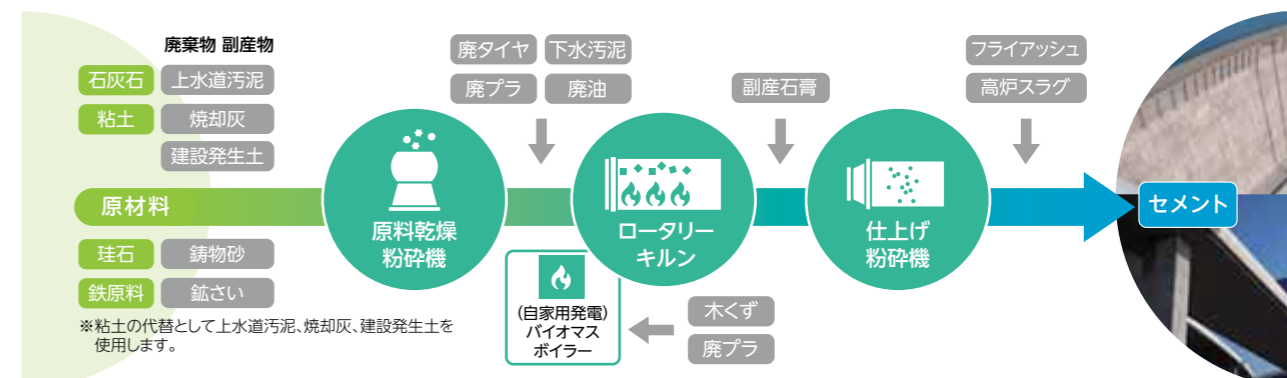 廃棄物 副産物
石灰石 上水道汚泥
粘土 焼却灰
建設発生土
原材料
珪石 鋳物砂
鉄原料 鉱さい
※粘土の代替として上水道汚泥、焼却灰、建設発生土を
使用します。
原料乾燥
粉砕機
廃タイヤ 下水汚泥
廃プラ 廃油
ロータリー
キルン
(自家用発電)
バイオマス
ボイラー
木くず
廃プラ
副産石膏
仕上げ
粉砕機
フライアッシュ
高炉スラグ
セメント